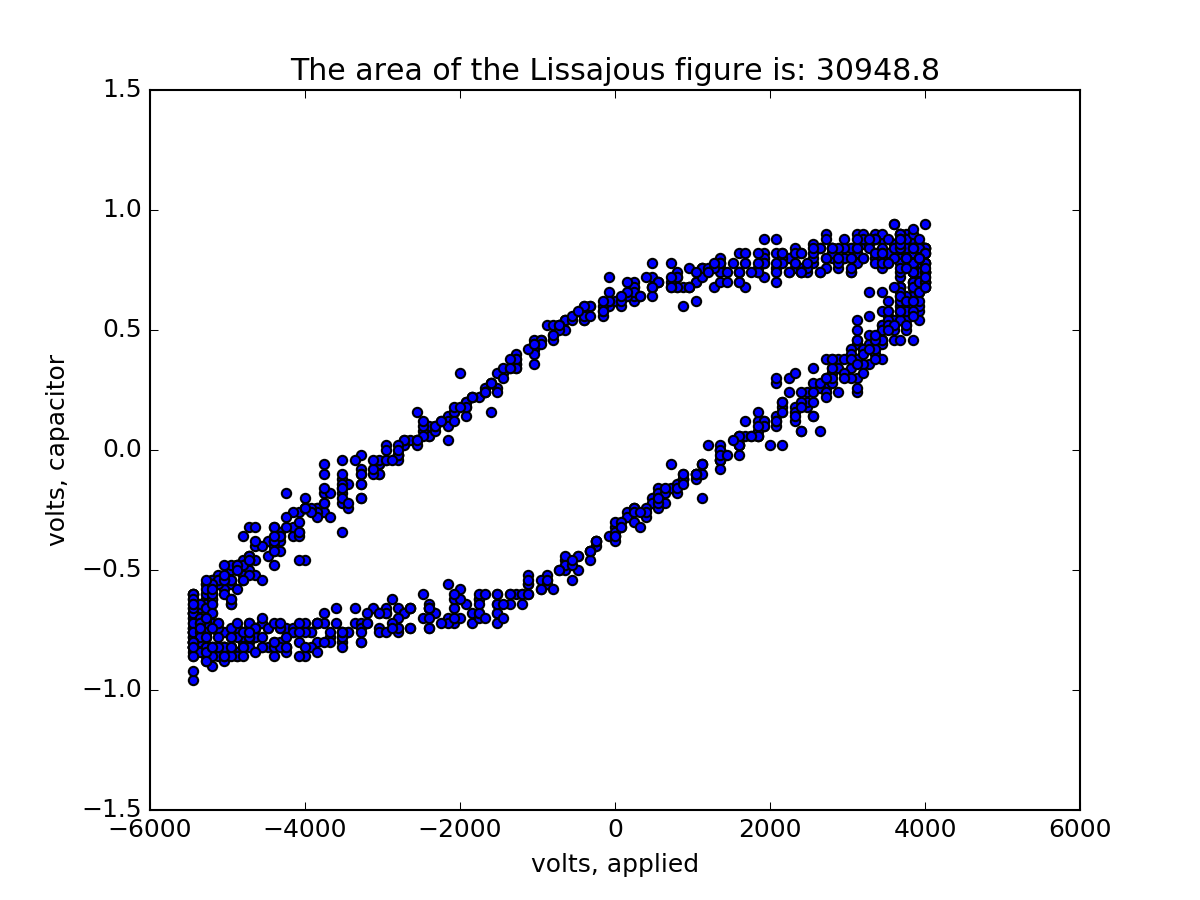 The area of the Lissajous figure is: 30948.8
1.5
1.0
0.5
0.0
−0.5
−1.0
−1.5
volts, capacitor
−6000 −4000 −2000 0 2000 4000 6000
volts, applied